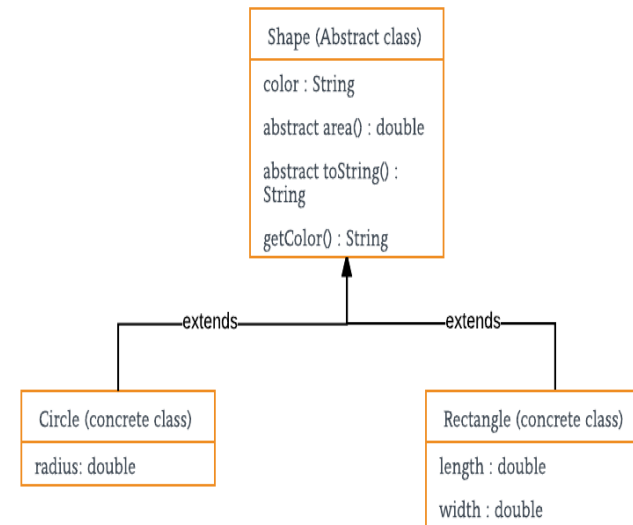 Shape (Abstract class)
color : String
abstract area() : double
abstract toString() :
String
getColor() : String
extends
extends
Circle (concrete class)
radius: double
Rectangle (concrete class)
length : double
width : double